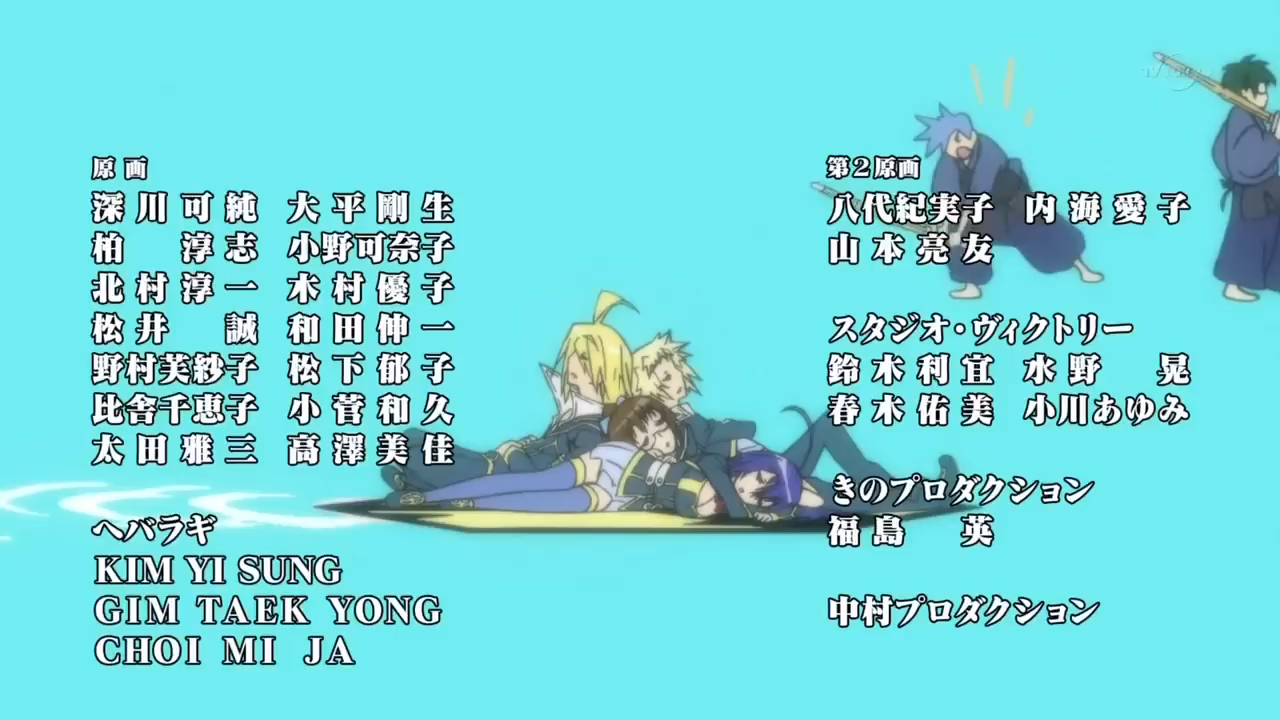 原画
深川可純 大平剛生
柏 淳志 小野可奈子
北村淳一 木村優子
松井 誠 和田伸一
野村芙紗子 松下郁子
比舎千恵子 小菅和久
太田雅三 高澤美佳
ヘバラギ
KIM YI SUNG
GIM TAEK YONG
CHOI MI JA
第2原画
八代紀実子 内海愛子
山本亮友
スタジオ・ヴィクトリー
鈴木利宜 水野 晃
春木佑美 小川あゆみ
きのプロダクション
福島 英
中村プロダクション